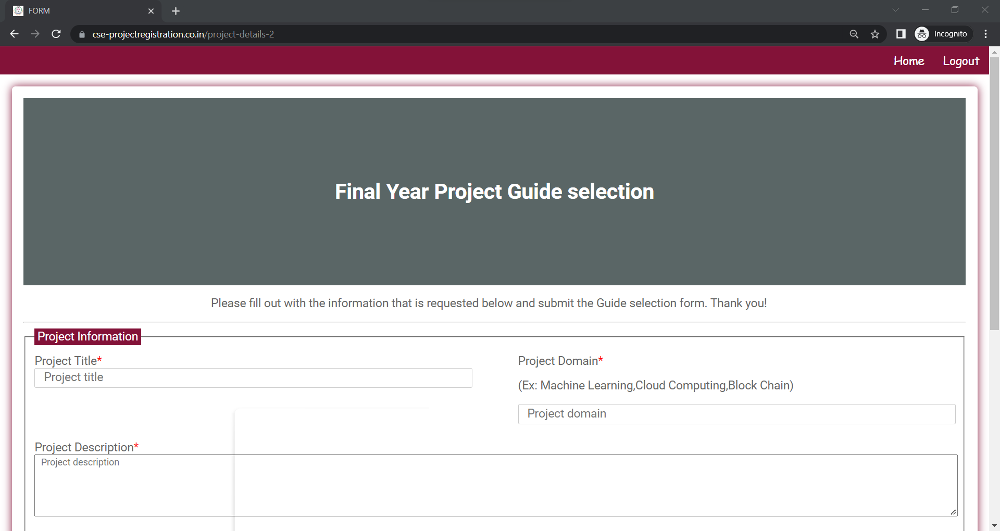 FORM
cse-projectregistration.co.in/project-details-2
Incognito
Home Logout
Final Year Project Guide selection
Please fill out with the information that is requested below and submit the Guide selection form. Thank you!
Project Information
Project Title*
Project title
Project Domain*
(Ex: Machine Learning,Cloud Computing,Block Chain)
Project domain
Project Description*
Project description